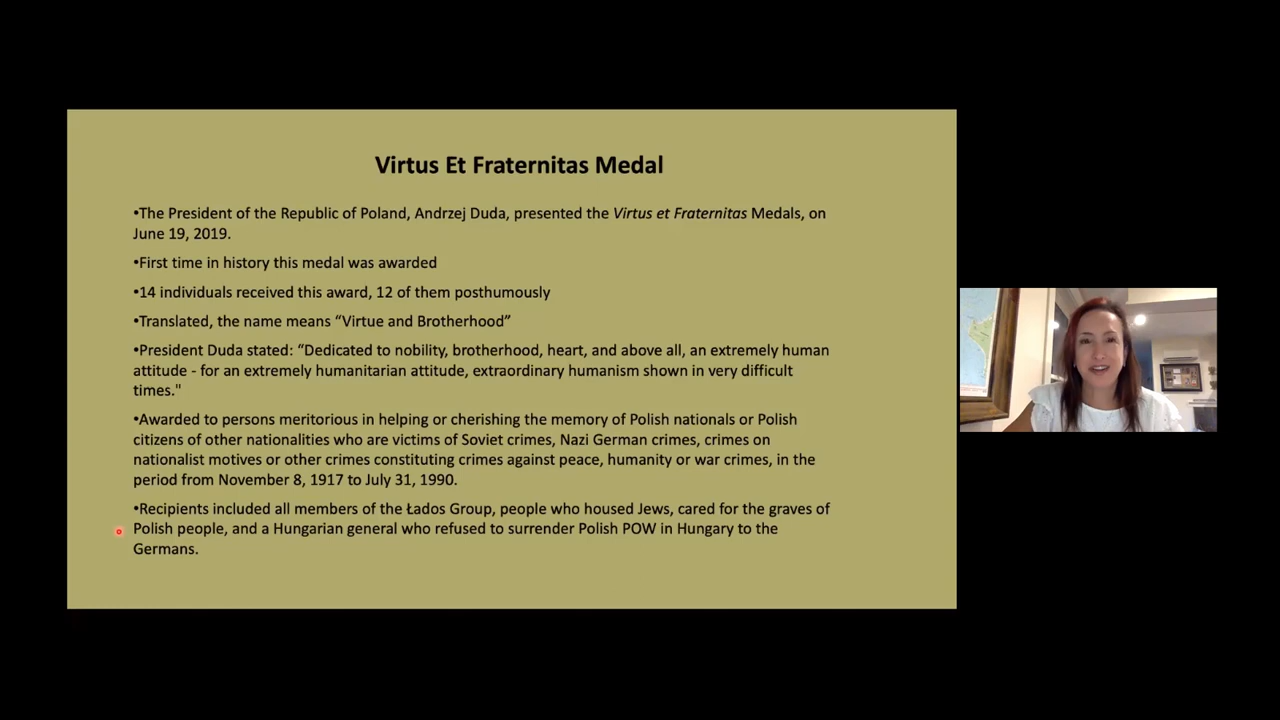 Virtus Et Fraternitas Medal
•The President of the Republic of Poland, Andrzej Duda, presented the Virtus et Fraternitas Medals, on
June 19, 2019.
•First time in history this medal was awarded
•14 individuals received this award, 12 of them posthumously
•Translated, the name means “Virtue and Brotherhood”
•President Duda stated: “Dedicated to nobility, brotherhood, heart, and above all, an extremely human
attitude - for an extremely humanitarian attitude, extraordinary humanism shown in very difficult
times."
•Awarded to persons meritorious in helping or cherishing the memory of Polish nationals or Polish
citizens of other nationalities who are victims of Soviet crimes, Nazi German crimes, crimes on
nationalist motives or other crimes constituting crimes against peace, humanity or war crimes, in the
period from November 8, 1917 to July 31, 1990.
•Recipients included all members of the Łados Group, people who housed Jews, cared for the graves of
Polish people, and a Hungarian general who refused to surrender Polish POW in Hungary to the
Germans.